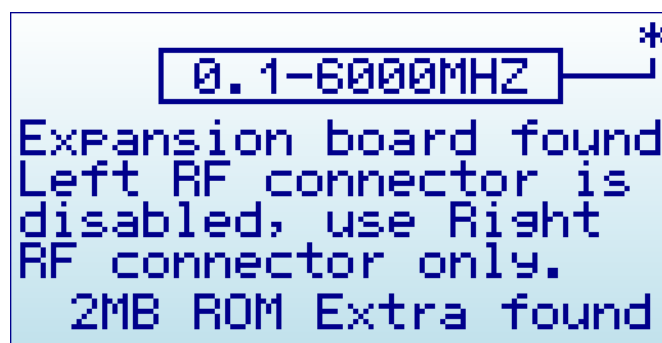 *
0.1-6000MHZ
Expansion board found
Left RF connector is
disabled, use Right
RF connector only.
2MB ROM Extra found